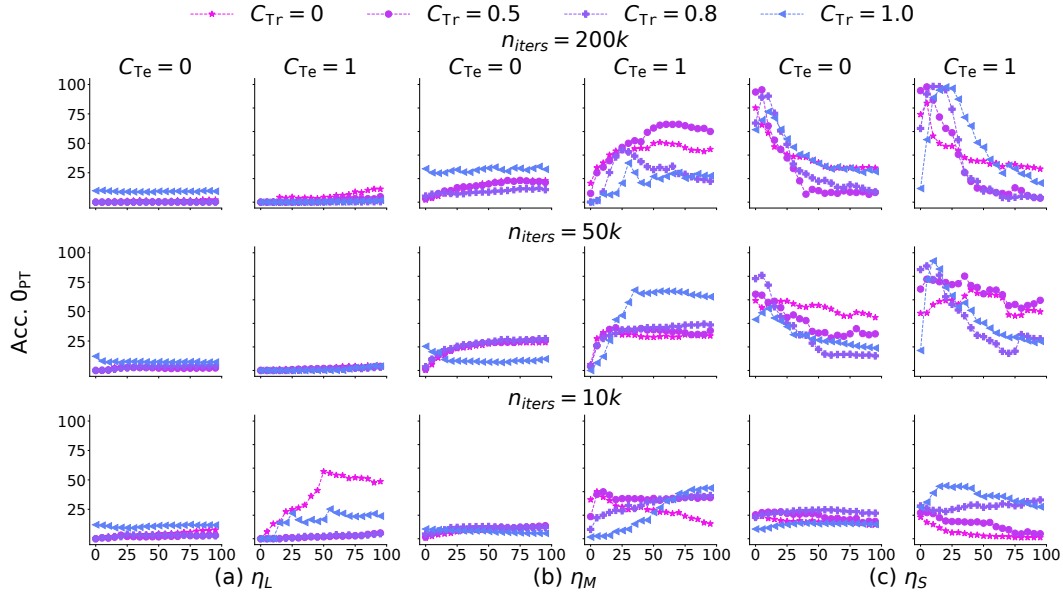 C_Tr = 0 C_Tr = 0.5 C_Tr = 0.8 C_Tr = 1.0
n_iters = 200k
C_Te = 0 C_Te = 1 C_Te = 0 C_Te = 1 C_Te = 0 C_Te = 1
100
75
50
25
n_iters = 50k
100
75
50
25
Acc. 0_PT
n_iters = 10k
100
75
50
25
0 25 50 75 100 0 25 50 75 100 0 25 50 75 100 0 25 50 75 100 0 25 50 75 100 0 25 50 75 100
(a) η_L (b) η_M (c) η_S